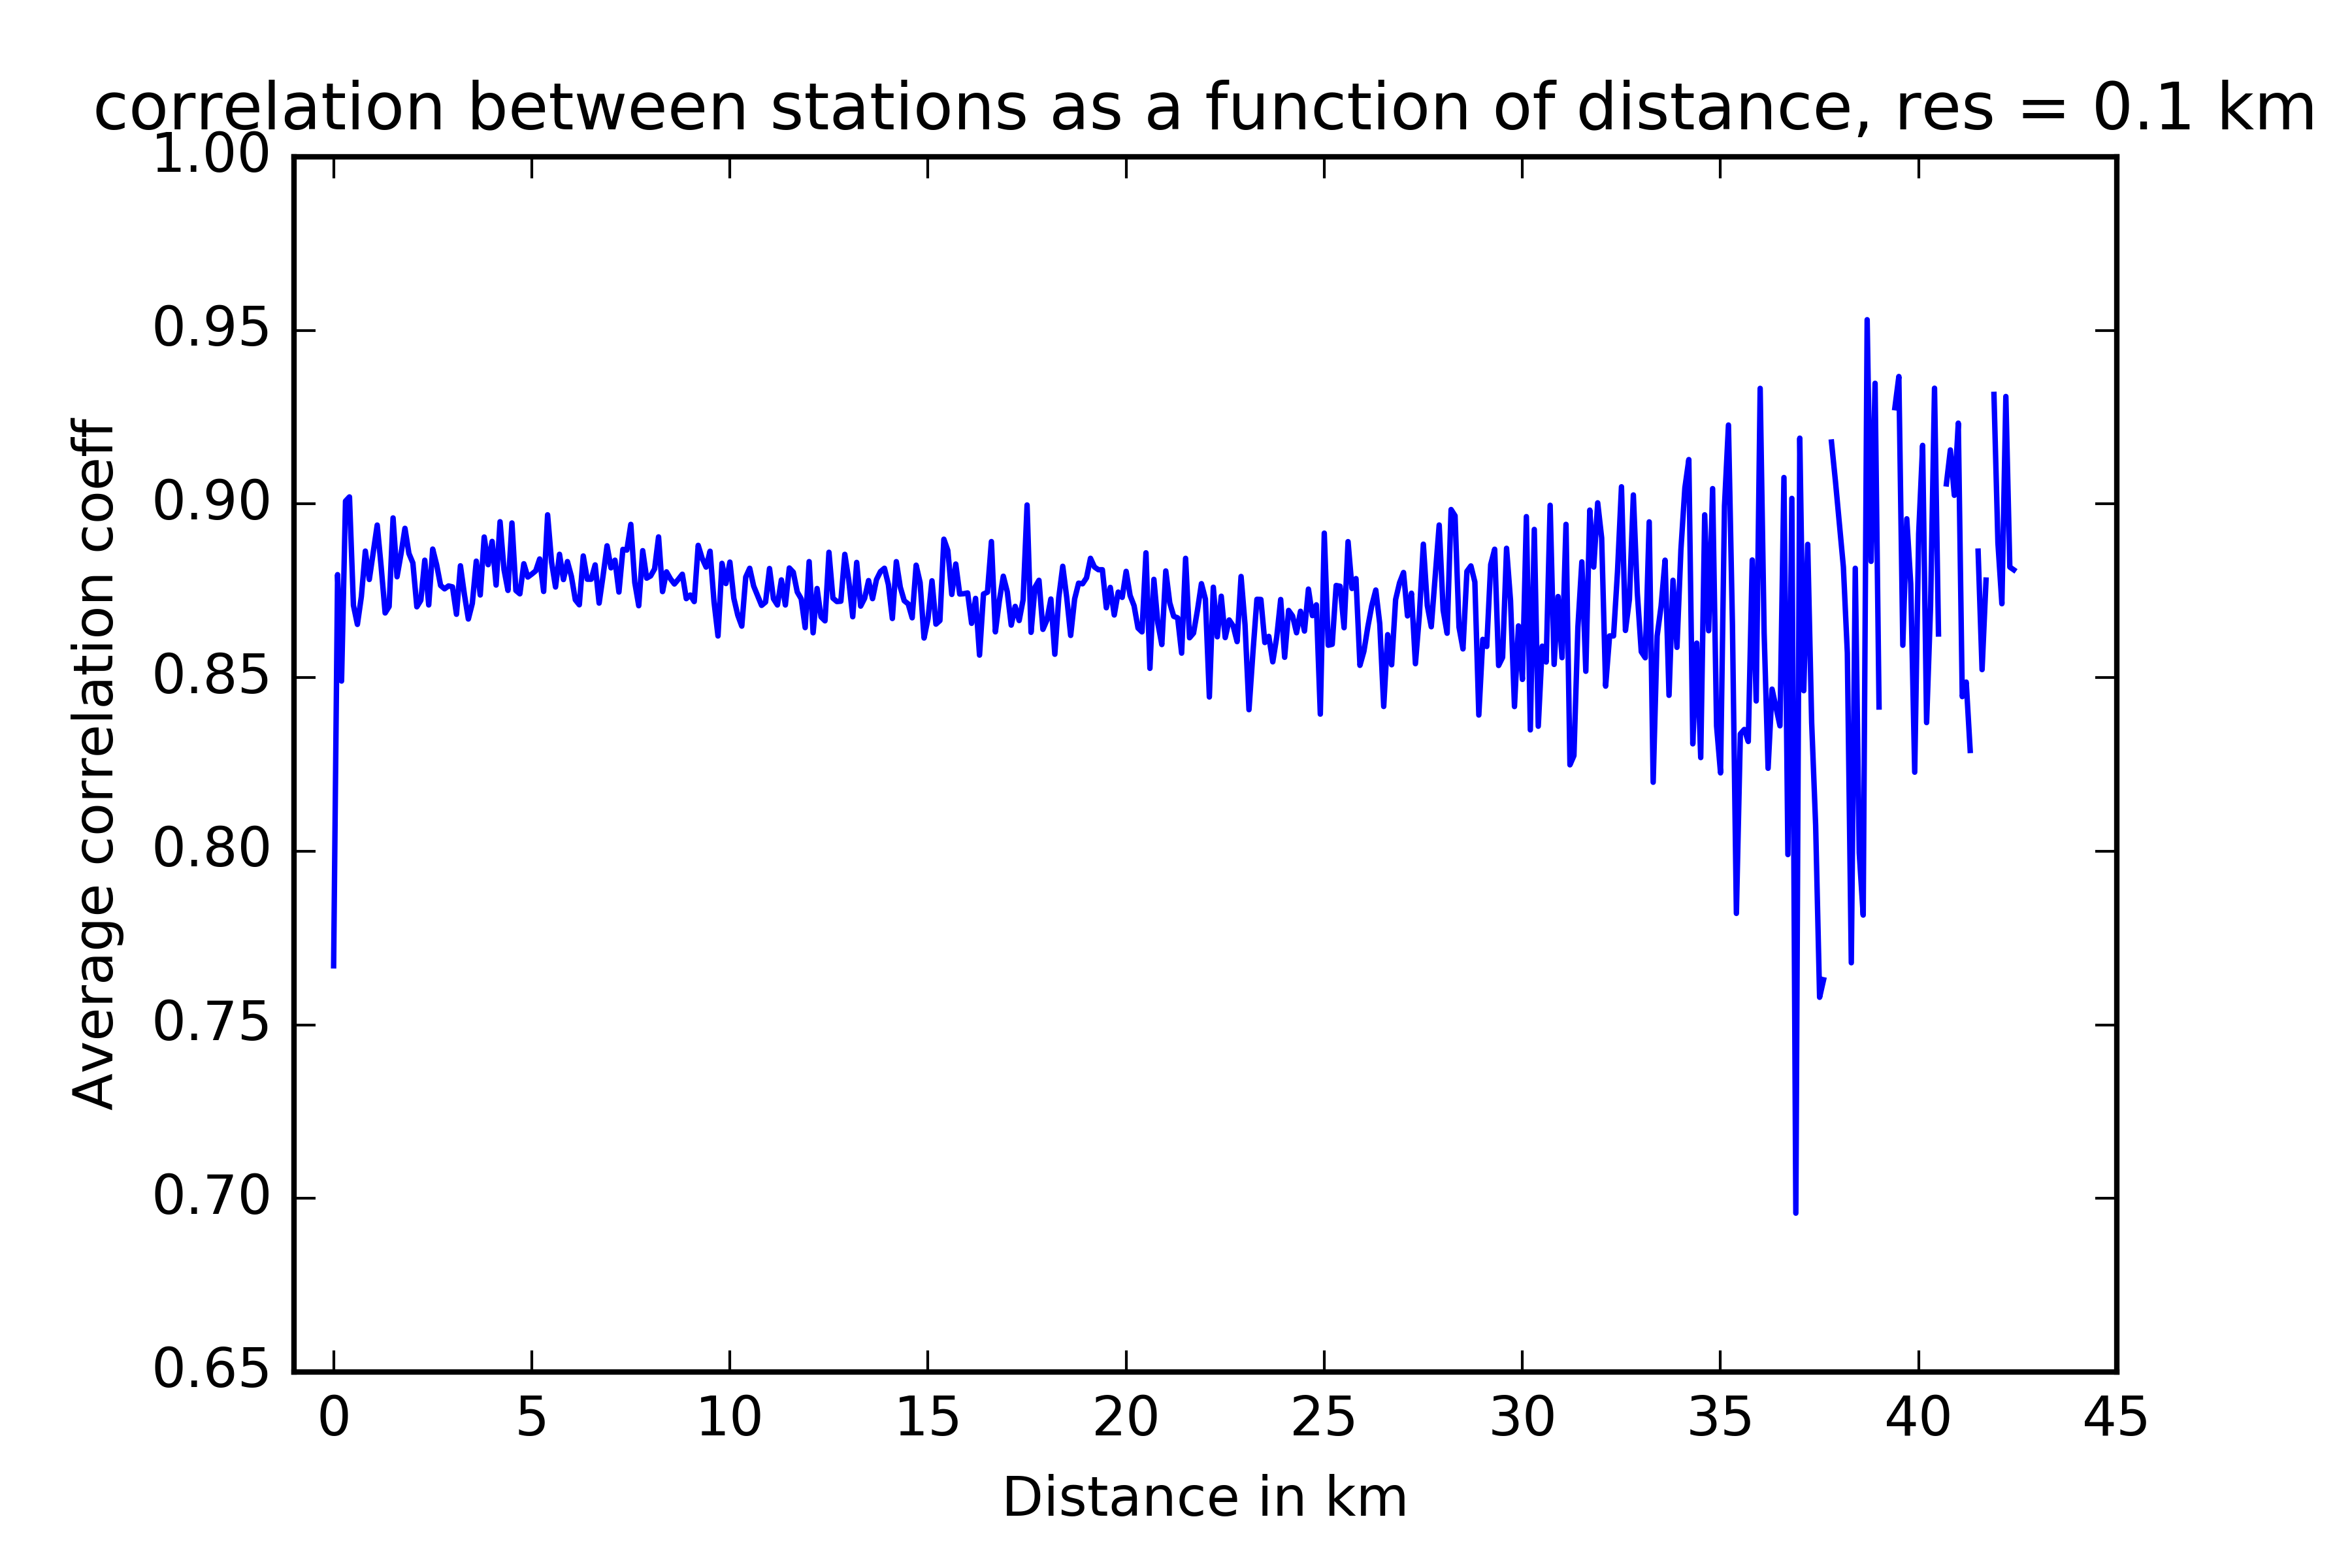 correlation between stations as a function of distance, res = 0.1 km
1.00
0.95
0.90
0.85
0.80
0.75
0.70
0.65
Average correlation coeff
0 5 10 15 20 25 30 35 40 45
Distance in km